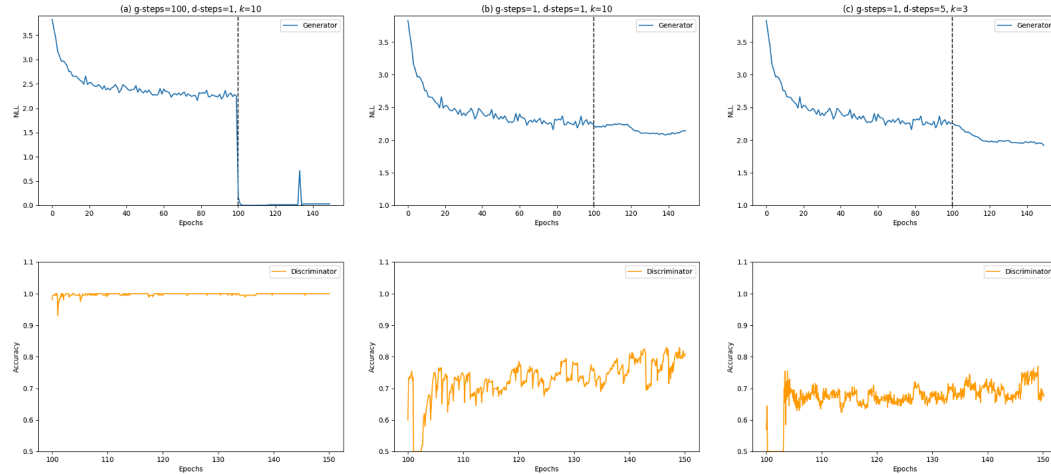 (a) g-steps=100, d-steps=1, k=10
Generator
NLL
3.5
3.0
2.5
2.0
1.5
1.0
0.5
0.0
0 20 40 60 80 100 120 140
Epochs
(b) g-steps=1, d-steps=1, k=10
Generator
NLL
3.5
3.0
2.5
2.0
1.5
1.0
0 20 40 60 80 100 120 140
Epochs
(c) g-steps=1, d-steps=5, k=3
Generator
NLL
3.5
3.0
2.5
2.0
1.5
1.0
0 20 40 60 80 100 120 140
Epochs
Discriminator
Accuracy
1.1
1.0
0.9
0.8
0.7
0.6
0.5
100 110 120 130 140 150
Epochs
Discriminator
Accuracy
1.1
1.0
0.9
0.8
0.7
0.6
0.5
100 110 120 130 140 150
Epochs
Discriminator
Accuracy
1.1
1.0
0.9
0.8
0.7
0.6
0.5
100 110 120 130 140 150
Epochs